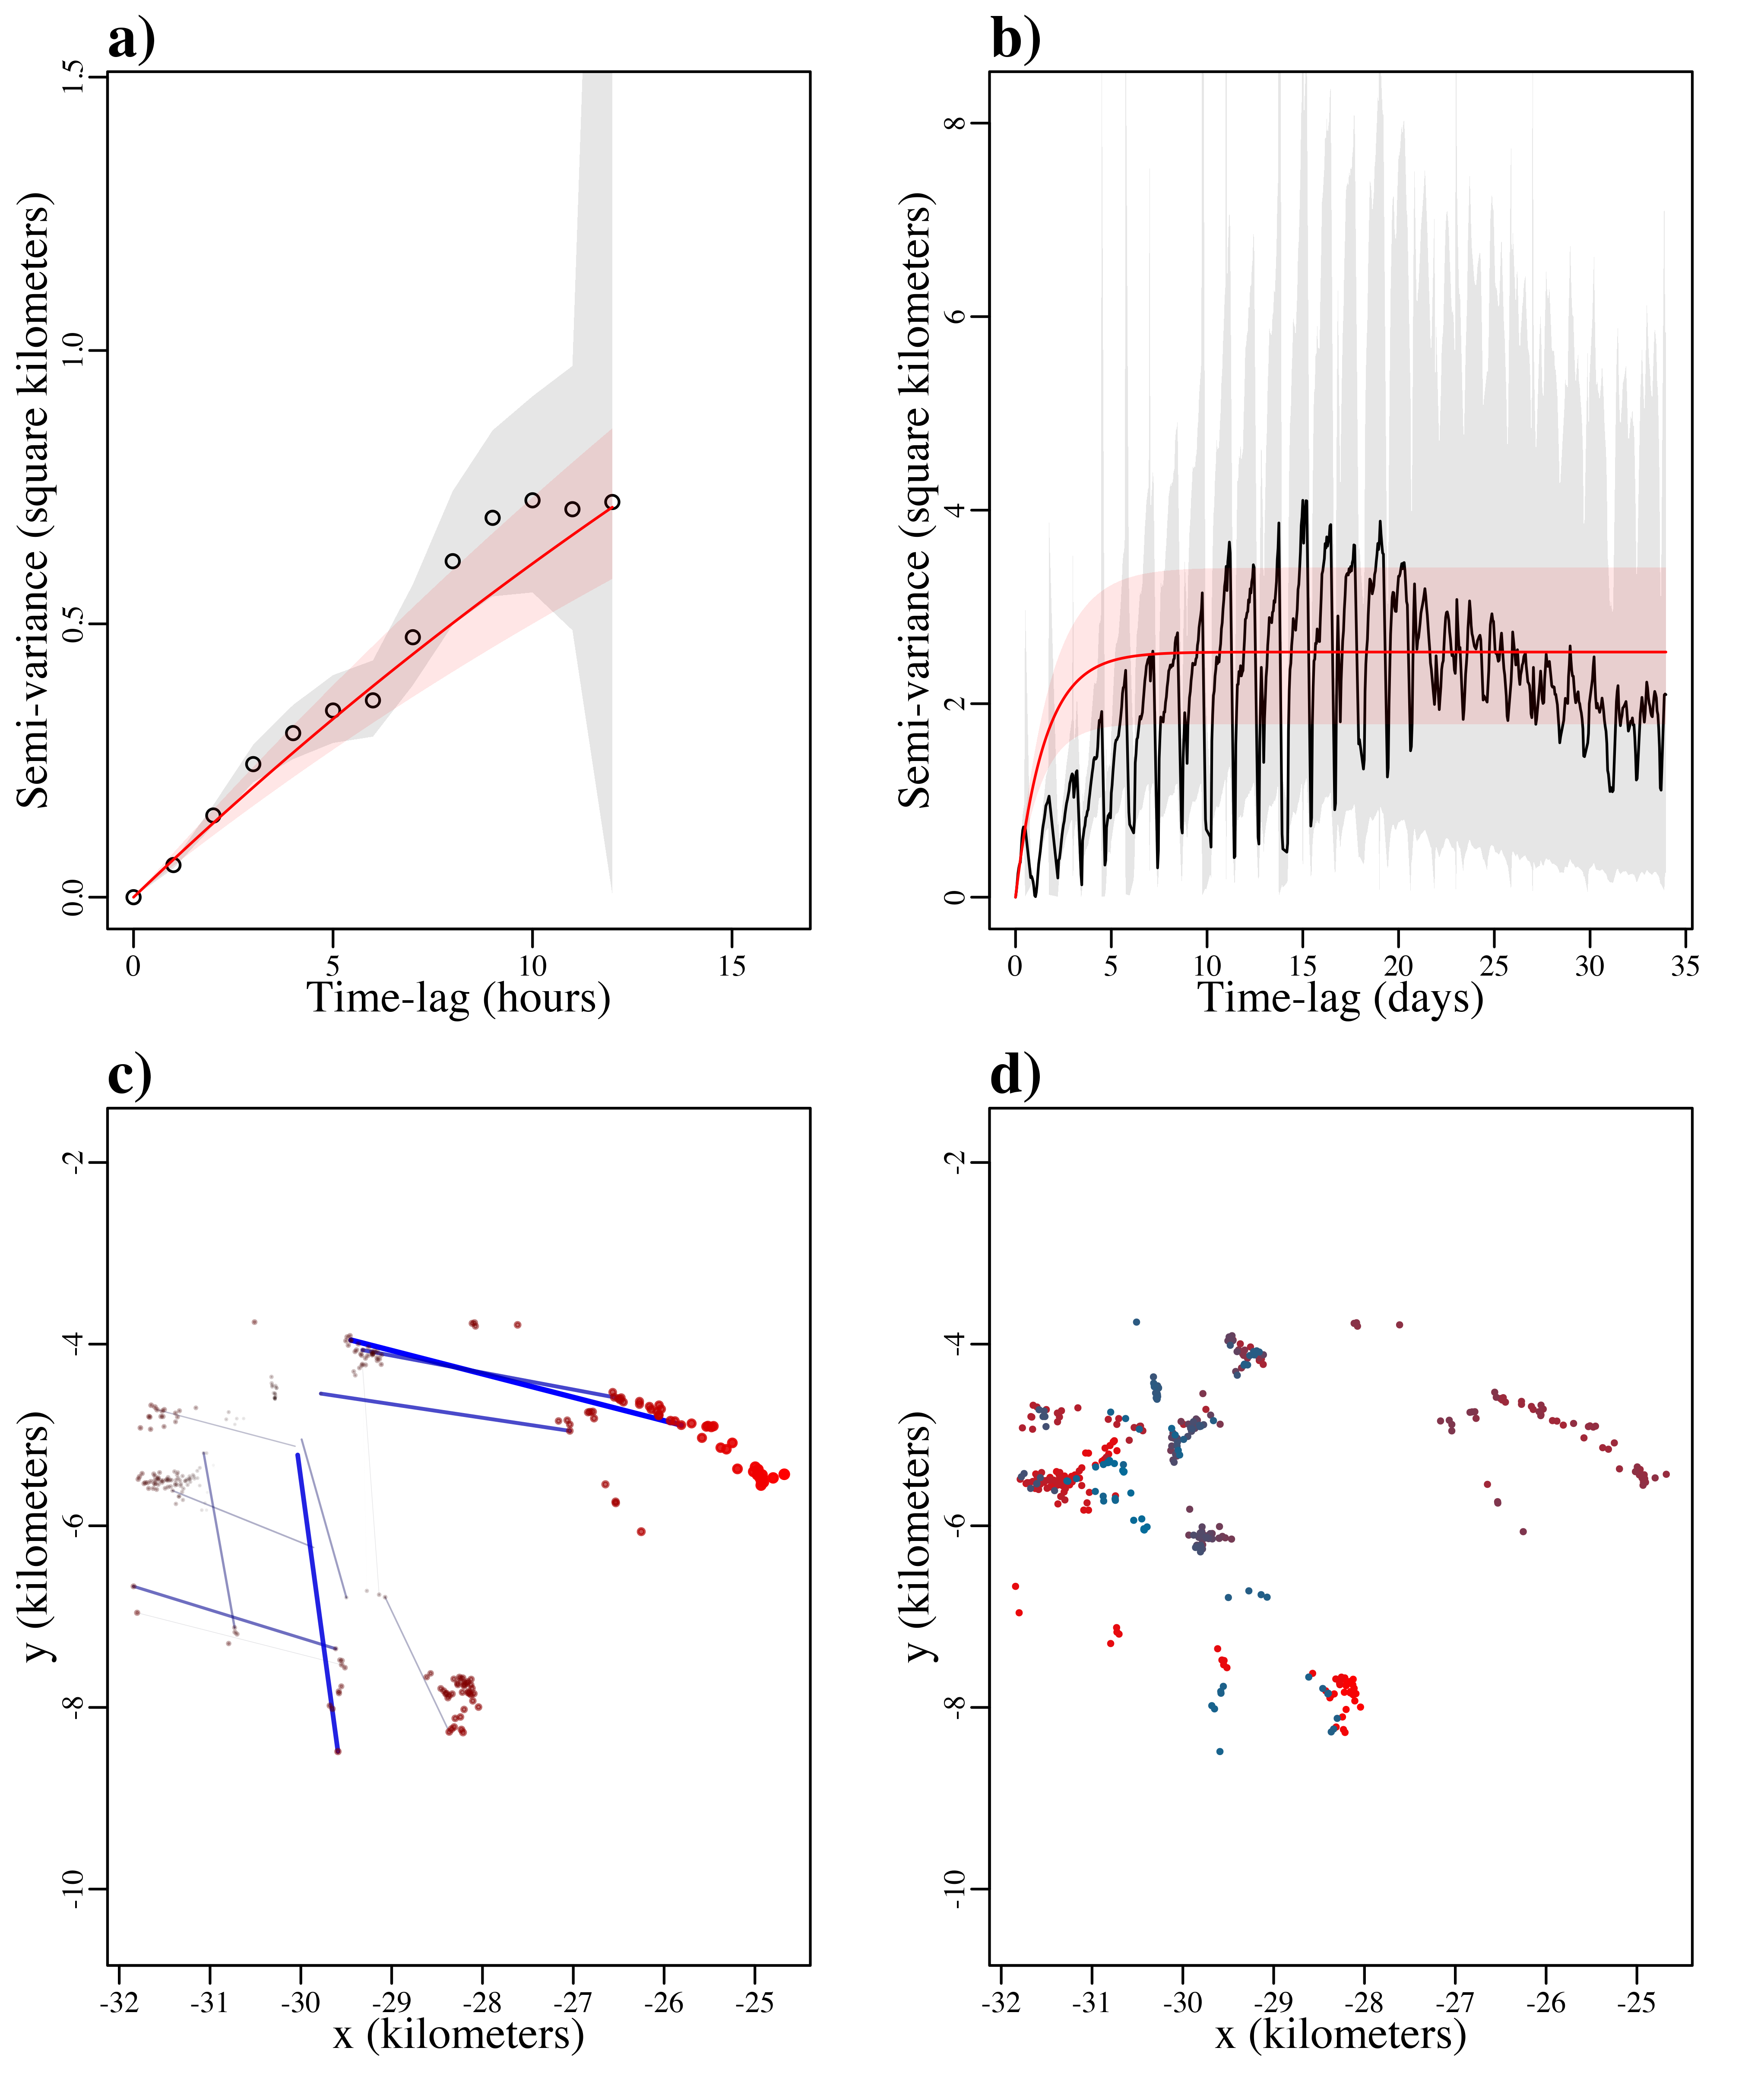 a)
Semi-variance (square kilometers)
1.5
1.0
0.5
0.0
0 5 10 15
Time-lag (hours)
b)
Semi-variance (square kilometers)
8
6
4
2
0
0 5 10 15 20 25 30 35
Time-lag (days)
c)
y (kilometers)
-2
-4
-6
-8
-10
-32 -31 -30 -29 -28 -27 -26 -25
x (kilometers)
d)
y (kilometers)
-2
-4
-6
-8
-10
-32 -31 -30 -29 -28 -27 -26 -25
x (kilometers)